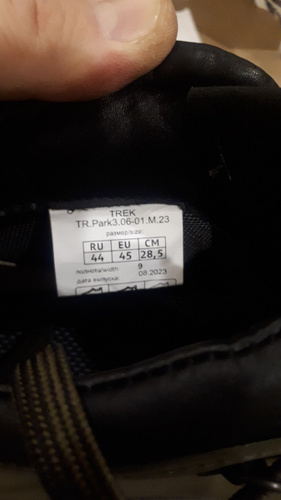 TREK
TR.Park3.06-01.M.23
размер/size:
RU EU CM
44 45 28,5
полнота/width 9
дата выпуска: 08.2023